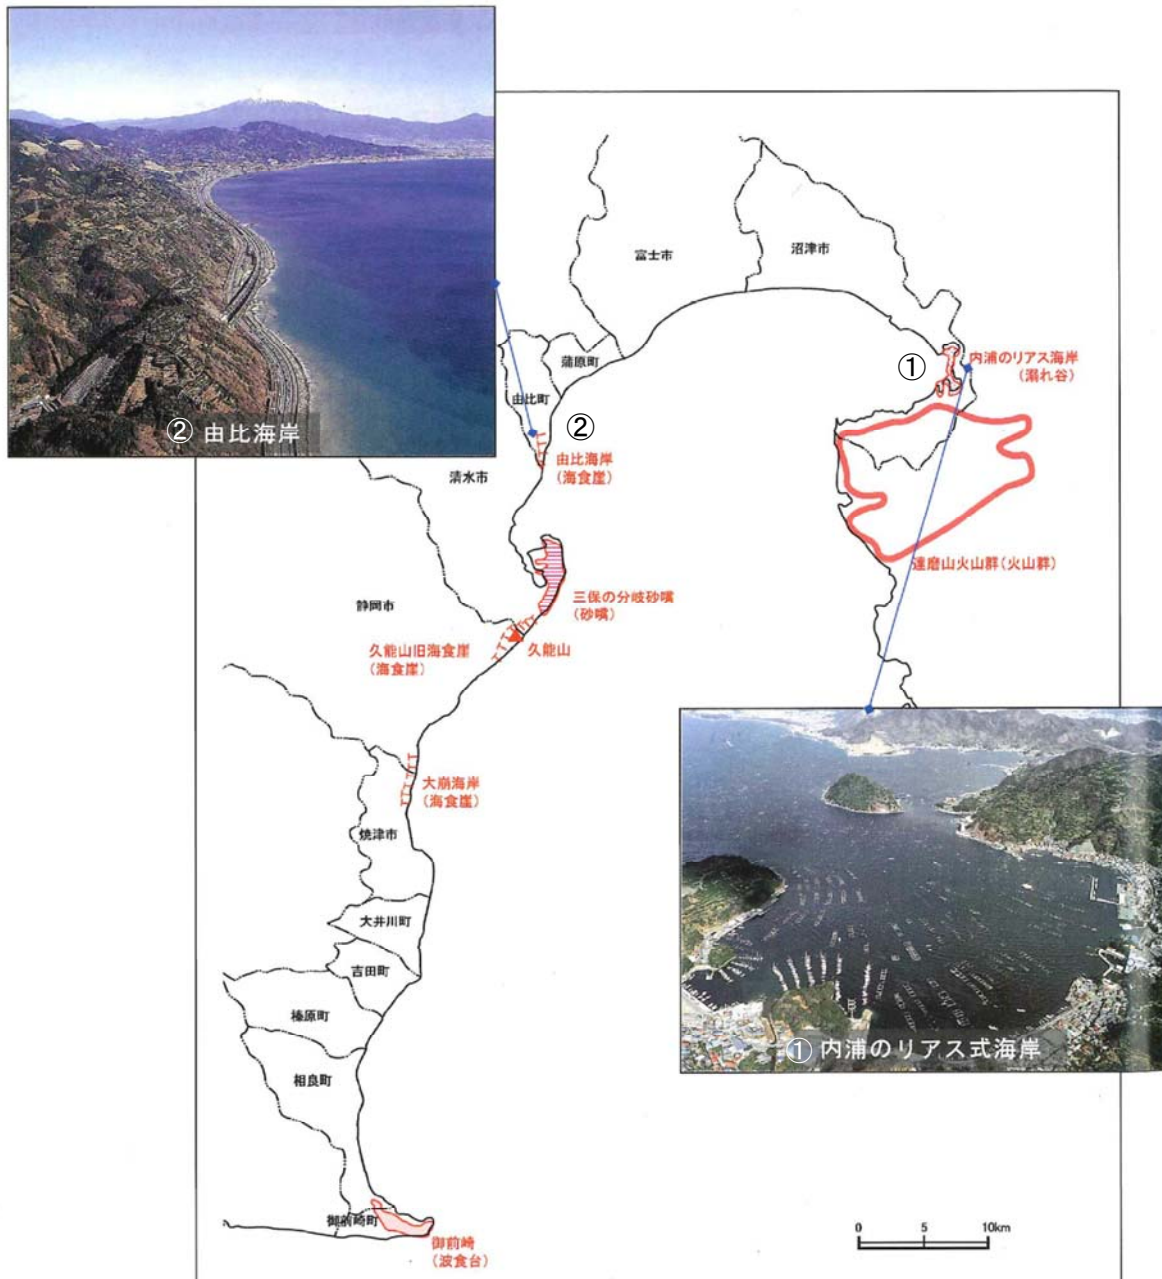 ② 由比海岸
富士市
沼津市
蒲原町
由比町
①
内浦のリアス海岸
(溺れ谷)
②
由比海岸
(海食崖)
清水市
達磨山火山群(火山群)
三保の分岐砂嘴
(砂嘴)
静岡市
久能山旧海食崖
(海食崖)
久能山
大崩海岸
(海食崖)
焼津市
大井川町
吉田町
榛原町
相良町
① 内浦のリアス式海岸
御前崎町
御前崎
(波食台)
0 5 10km